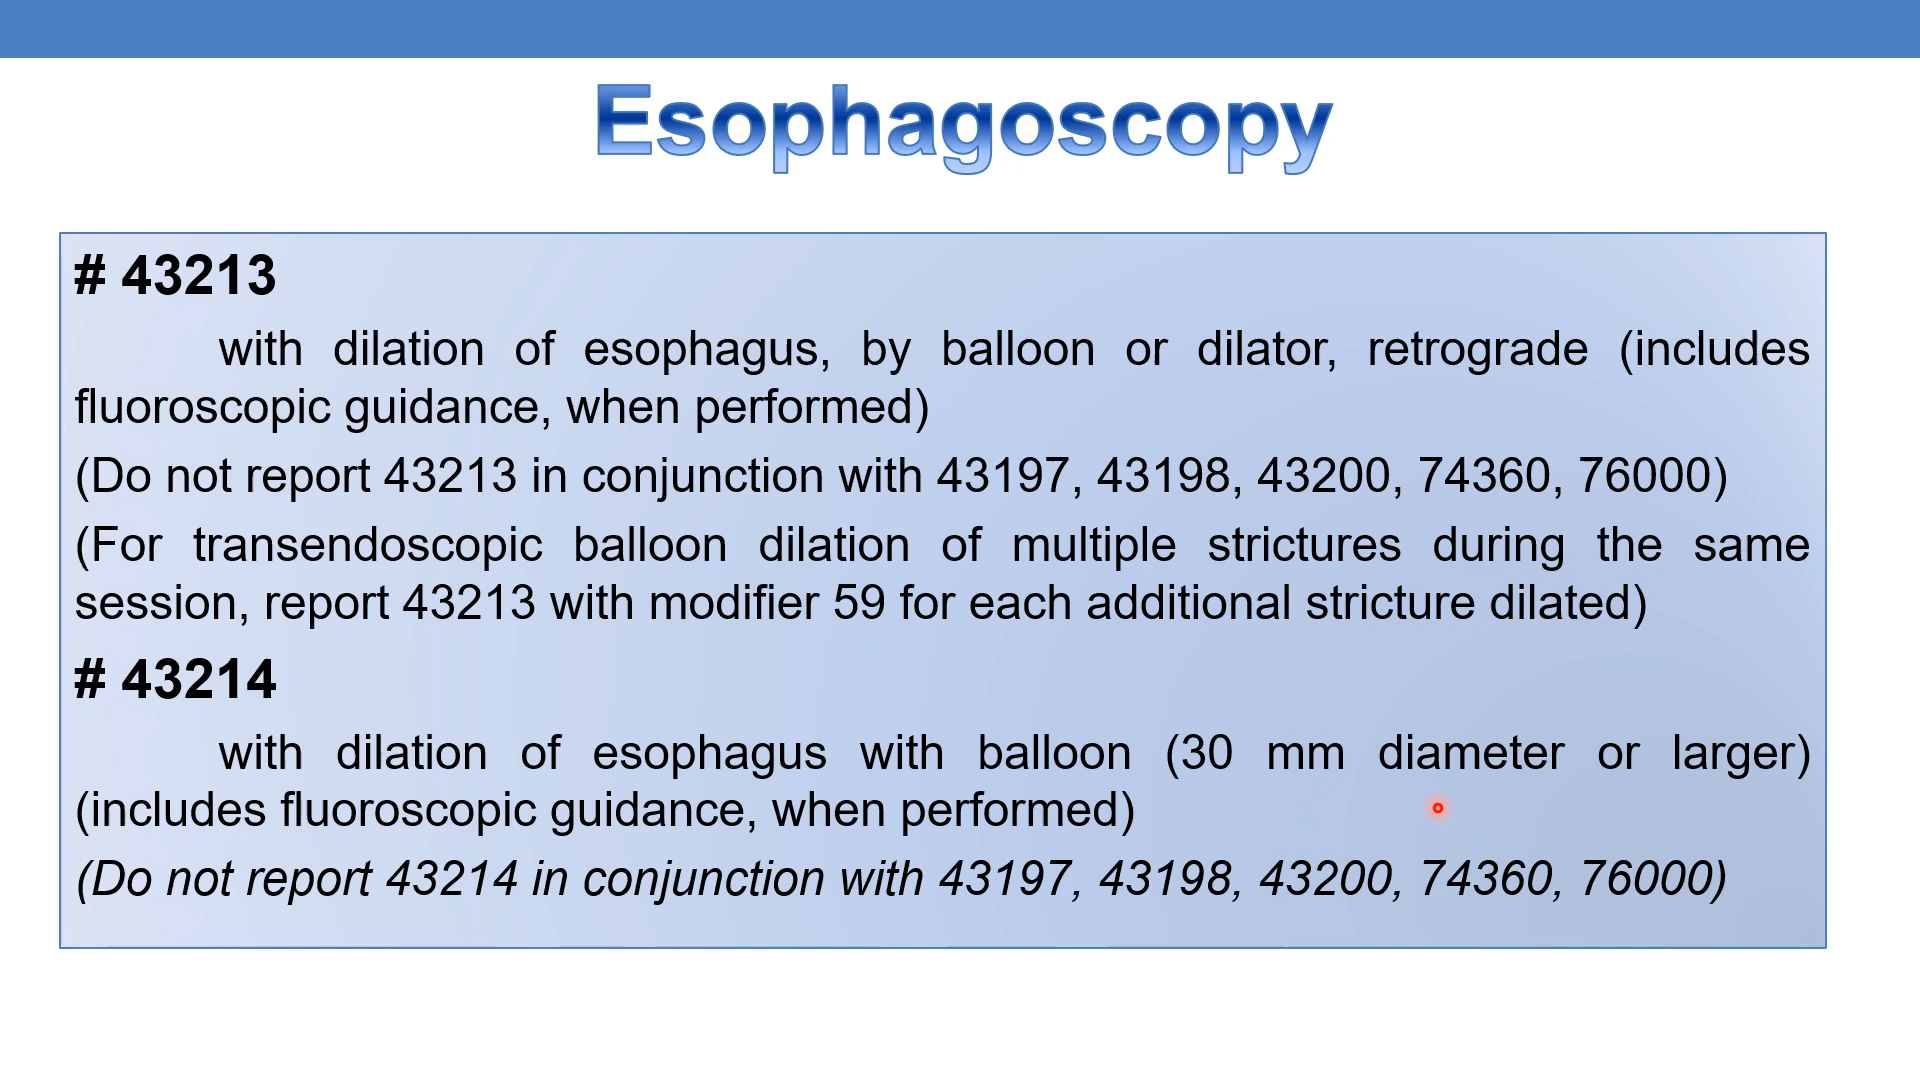 Esophagoscopy
# 43213
with dilation of esophagus, by balloon or dilator, retrograde (includes
fluoroscopic guidance, when performed)
(Do not report 43213 in conjunction with 43197, 43198, 43200, 74360, 76000)
(For transendoscopic balloon dilation of multiple strictures during the same
session, report 43213 with modifier 59 for each additional stricture dilated)
# 43214
with dilation of esophagus with balloon (30 mm diameter or larger)
(includes fluoroscopic guidance, when performed)
(Do not report 43214 in conjunction with 43197, 43198, 43200, 74360, 76000)